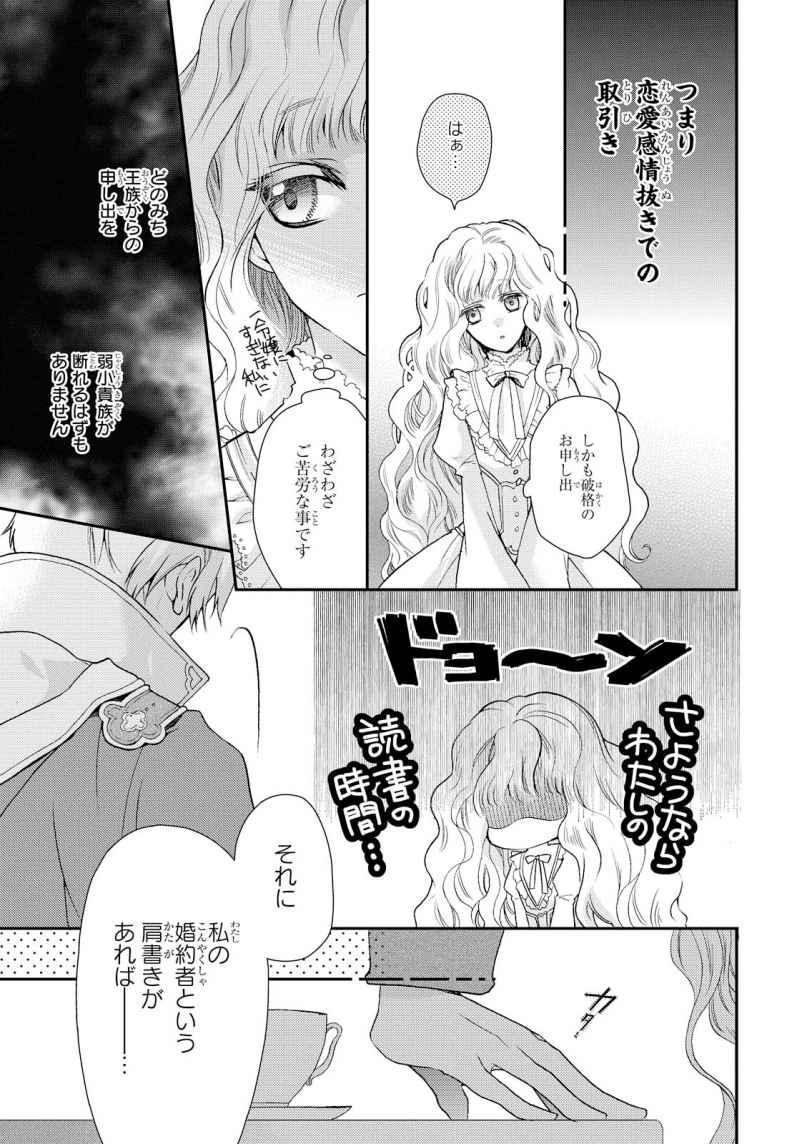 つまり
恋愛感情抜きでの
取引き
はぁ…
しかも破格の
お申し出
一令嬢に
すぎない私に
わざわざ
ご苦労な事です
どのみち
王族からの
申し出を
弱小貴族が
断れるはずも
ありません
ドヨ～ン
さようなら
わたしの
読書の
時間…
それに
私の
婚約者という
肩書きが
あれば――…
カタ